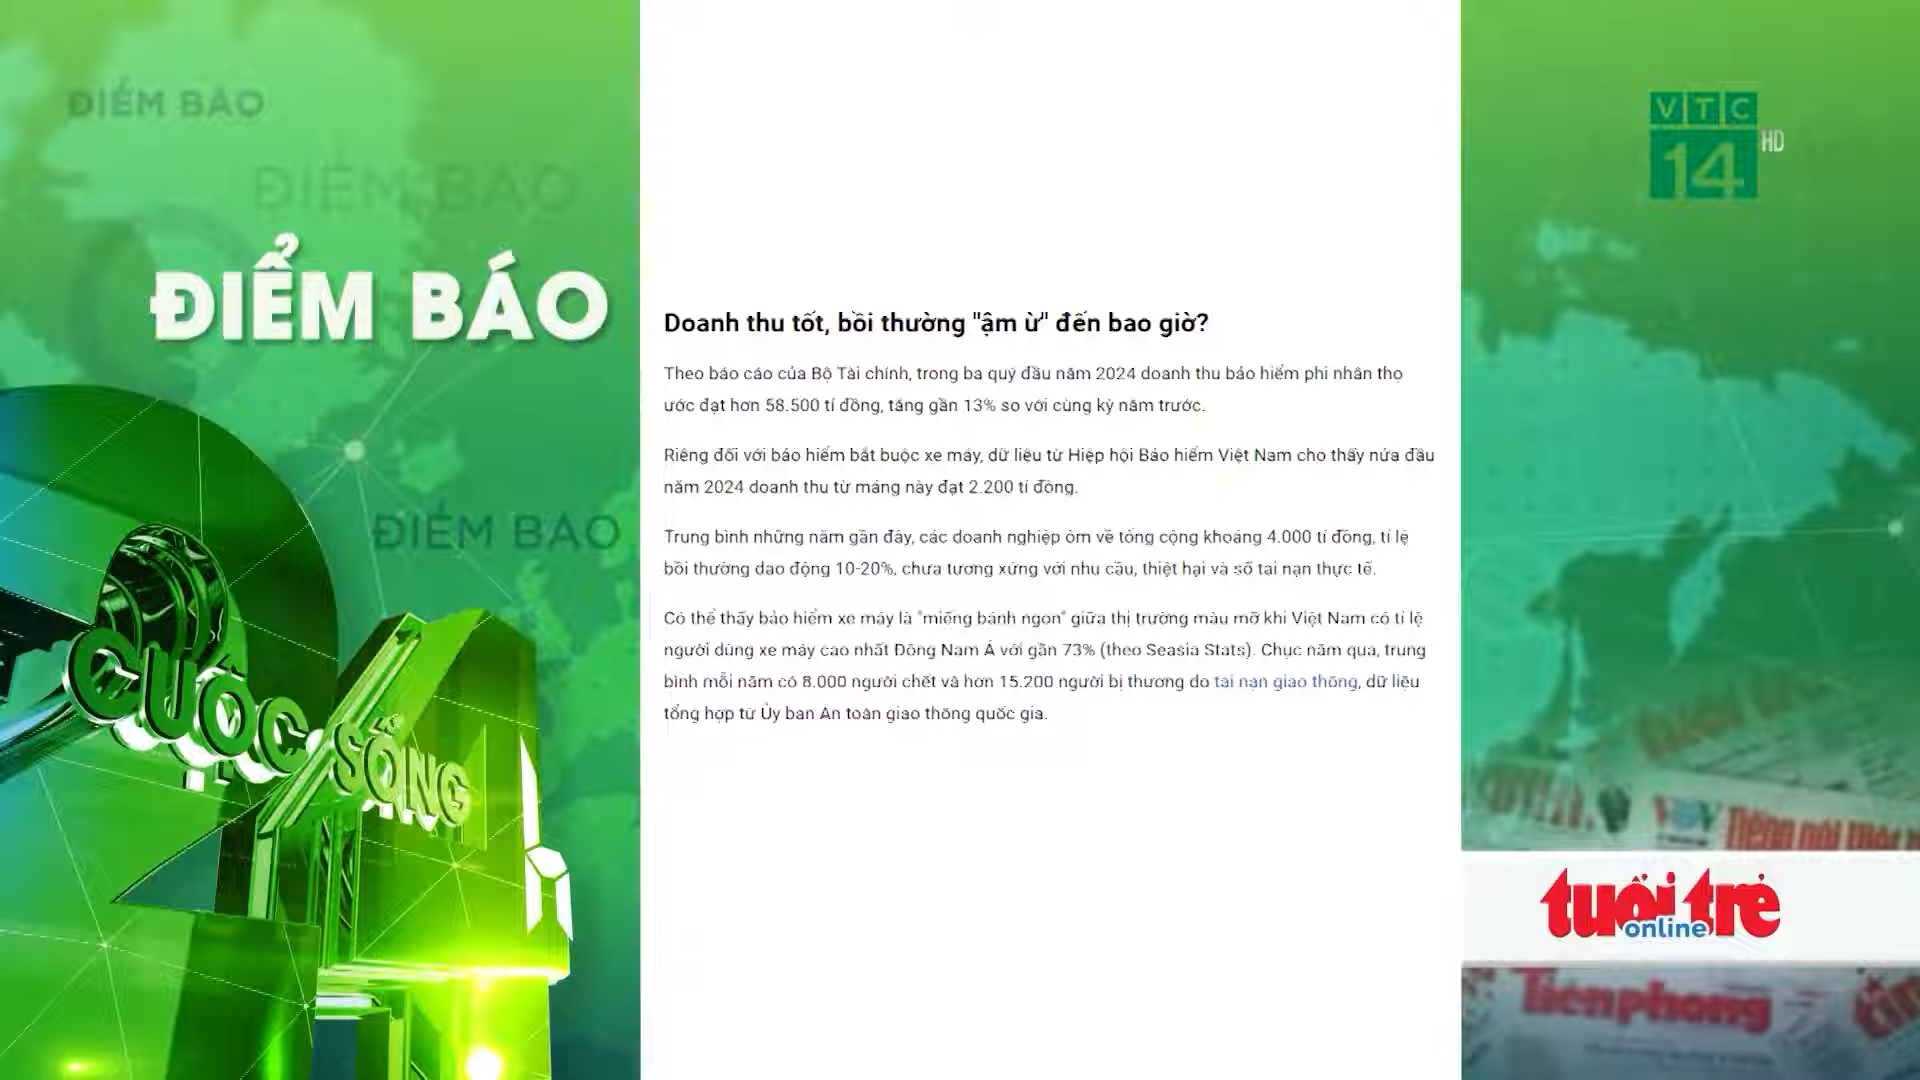 ĐIỂM BÁO
ĐIỂM BÁO
ĐIỂM BÁO
ĐIỂM BÁO
CUỘC SỐNG
24h
VTC
14 HD
Doanh thu tốt, bồi thường "ậm ừ" đến bao giờ?
Theo báo cáo của Bộ Tài chính, trong ba quý đầu năm 2024 doanh thu bảo hiểm phi nhân thọ
ước đạt hơn 58.500 tỉ đồng, tăng gần 13% so với cùng kỳ năm trước.
Riêng đối với bảo hiểm bắt buộc xe máy, dữ liệu từ Hiệp hội Bảo hiểm Việt Nam cho thấy nửa đầu
năm 2024 doanh thu từ mảng này đạt 2.200 tỉ đồng.
Trung bình những năm gần đây, các doanh nghiệp ôm về tổng cộng khoảng 4.000 tỉ đồng, tỉ lệ
bồi thường dao động 10-20%, chưa tương xứng với nhu cầu, thiệt hại và số tai nạn thực tế.
Có thể thấy bảo hiểm xe máy là "miếng bánh ngon" giữa thị trường màu mỡ khi Việt Nam có tỉ lệ
người dùng xe máy cao nhất Đông Nam Á với gần 73% (theo Seasia Stats). Chục năm qua, trung
bình mỗi năm có 8.000 người chết và hơn 15.200 người bị thương do tai nạn giao thông, dữ liệu
tổng hợp từ Ủy ban An toàn giao thông quốc gia.
VOV
tuổi trẻ
online
Tiền phong